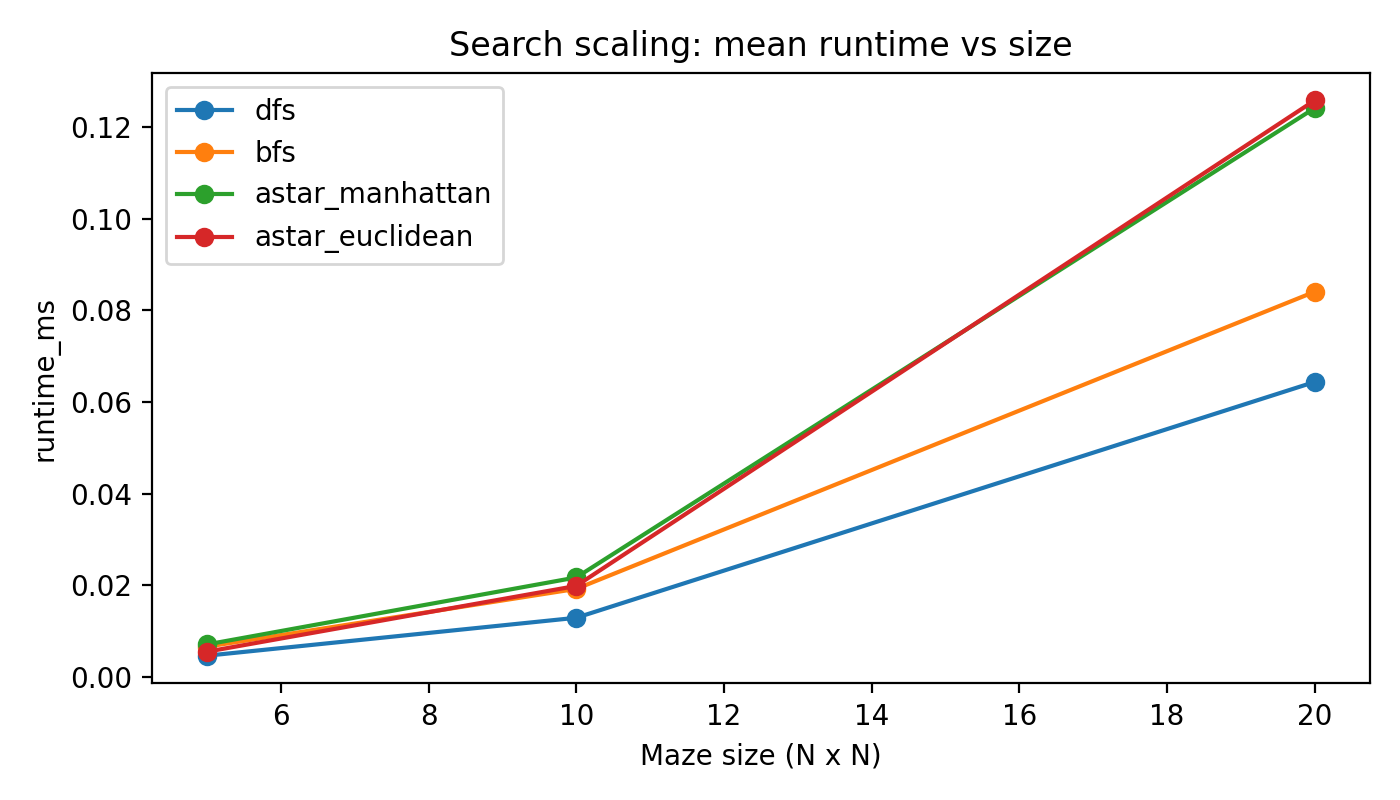 Search scaling: mean runtime vs size
dfs
bfs
astar_manhattan
astar_euclidean
runtime_ms
0.12
0.10
0.08
0.06
0.04
0.02
0.00
6 8 10 12 14 16 18 20
Maze size (N x N)